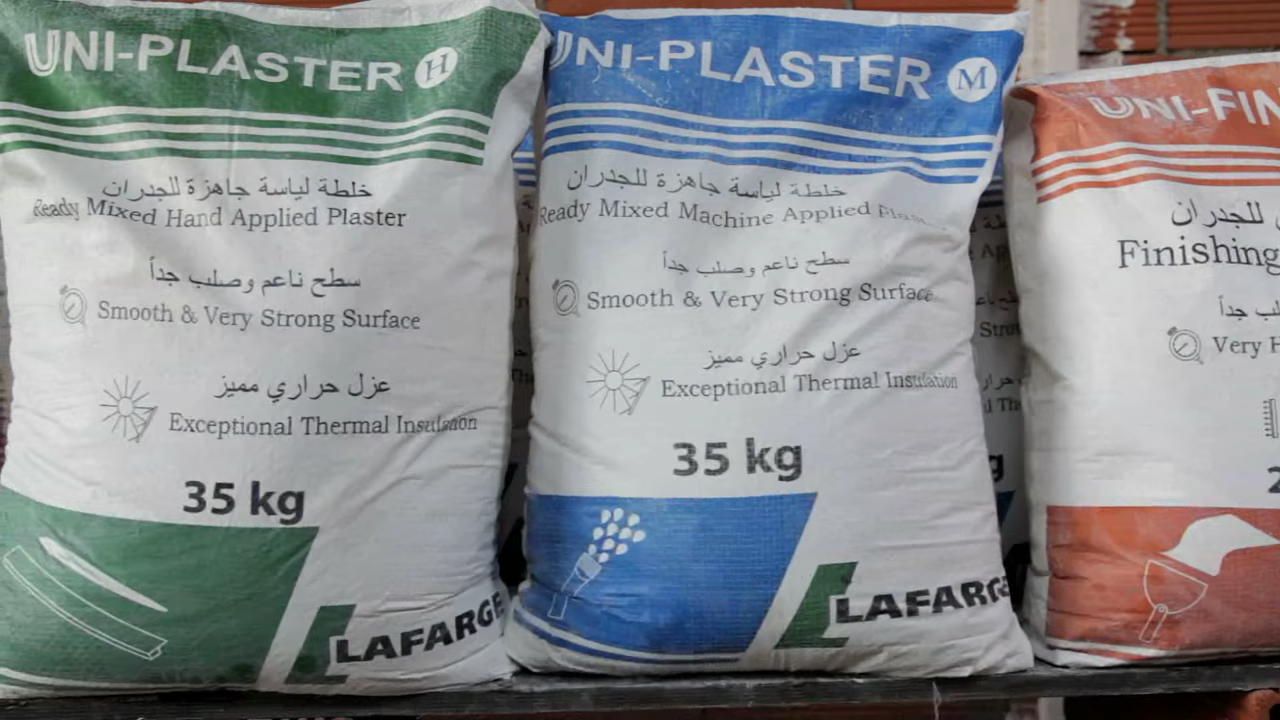 UNI-PLASTER H
خلطة لياسة جاهزة للجدران
Ready Mixed Hand Applied Plaster
سطح ناعم وصلب جداً
Smooth & Very Strong Surface
عزل حراري مميز
Exceptional Thermal Insulation
35 kg
LAFARGE
UNI-PLASTER M
خلطة لياسة جاهزة للجدران
Ready Mixed Machine Applied
سطح ناعم وصلب جداً
Smooth & Very Strong Surface
عزل حراري مميز
Exceptional Thermal Insulation
35 kg
LAFARGE
UNI-FIN
للجدران
Finishing
جداً
Very H